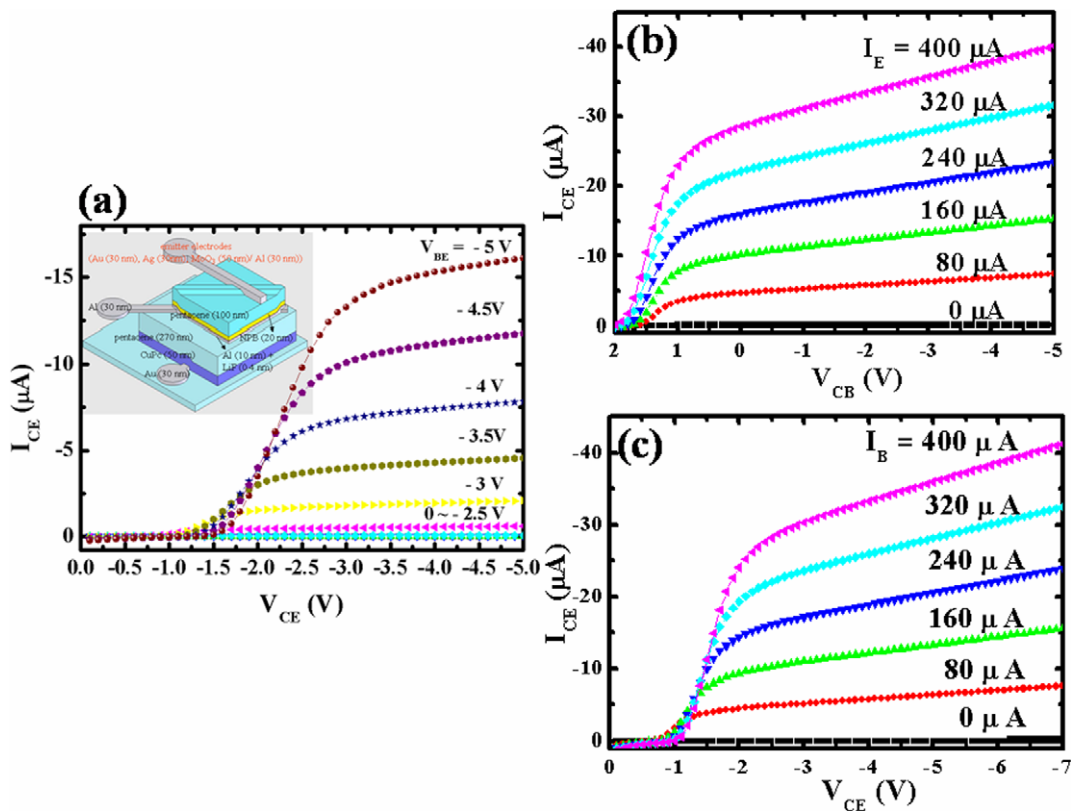 (a)
I_CE (μA)
-15
-10
-5
0
V_BE = - 5 V
- 4.5V
- 4 V
- 3.5V
- 3 V
0 ~ - 2.5 V
emitter electrodes
(Au (30 nm), Ag (30nm),
(50 nm)/ Al (30 nm))
Al (30 nm)
pentacene (100 nm)
pentacene (270 nm)
NPB (20 nm)
CuPc (50 nm)
Al (10 nm) +
LiF (0.4 nm)
Au (30 nm)
0.0 -0.5 -1.0 -1.5 -2.0 -2.5 -3.0 -3.5 -4.0 -4.5 -5.0
V_CE (V)
(b)
I_CE (μA)
-40
-30
-20
-10
0
I_E = 400 μA
320 μA
240 μA
160 μA
80 μA
0 μA
2 1 0 -1 -2 -3 -4 -5
V_CB (V)
(c)
I_CE (μA)
-40
-30
-20
-10
0
I_B = 400 μ A
320 μ A
240 μ A
160 μ A
80 μ A
0 μ A
0 -1 -2 -3 -4 -5 -6 -7
V_CE (V)